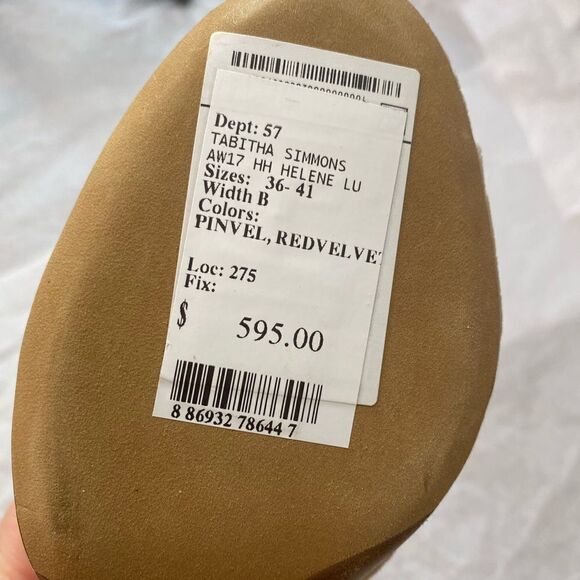 Dept: 57
TABITHA SIMMONS
AW17 HH HELENE LU
Sizes: 36- 41
Width B
Colors:
PINVEL, REDVELVE
Loc: 275
Fix:
$ 595.00
8 86932 78644 7